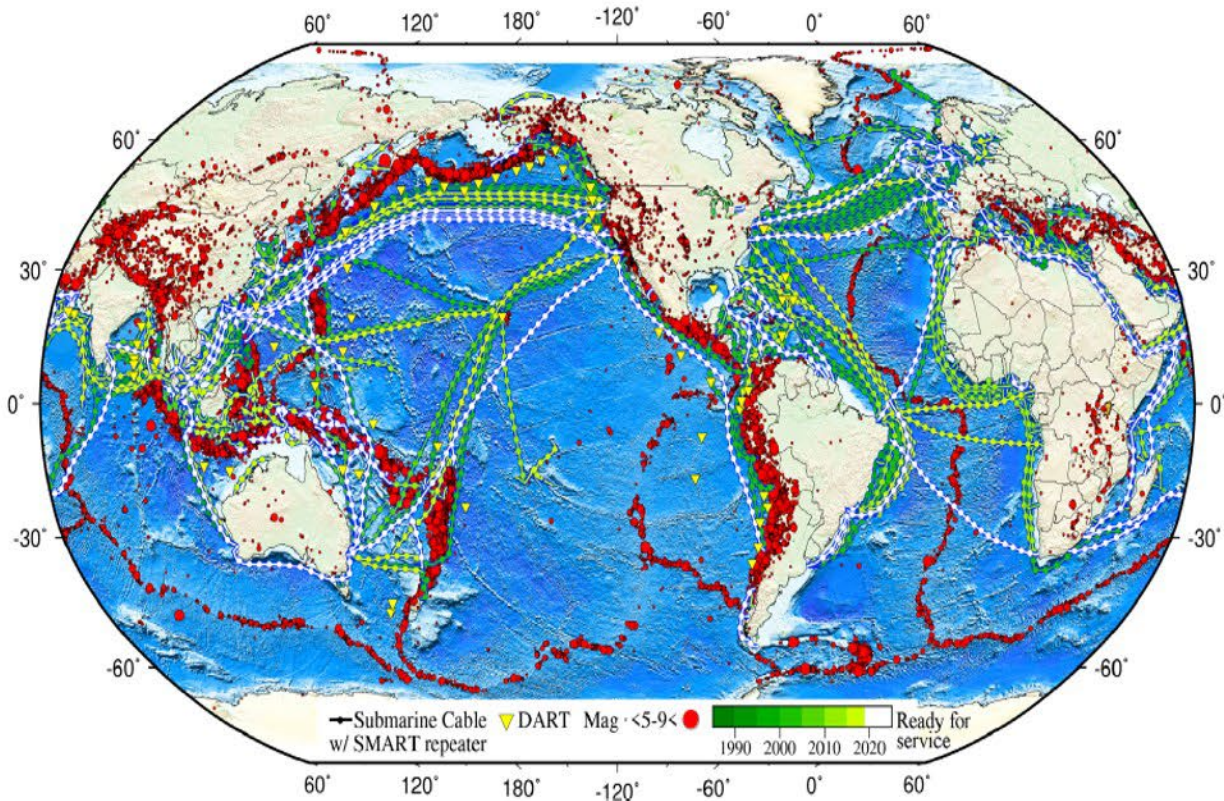 60° 120° 180° -120° -60° 0° 60°
60° 60°
30° 30°
0° 0°
-30° -30°
-60° -60°
Submarine Cable DART Mag <5-9< Ready for
w/ SMART repeater 1990 2000 2010 2020 service
60° 120° 180° -120° -60° 0° 60°